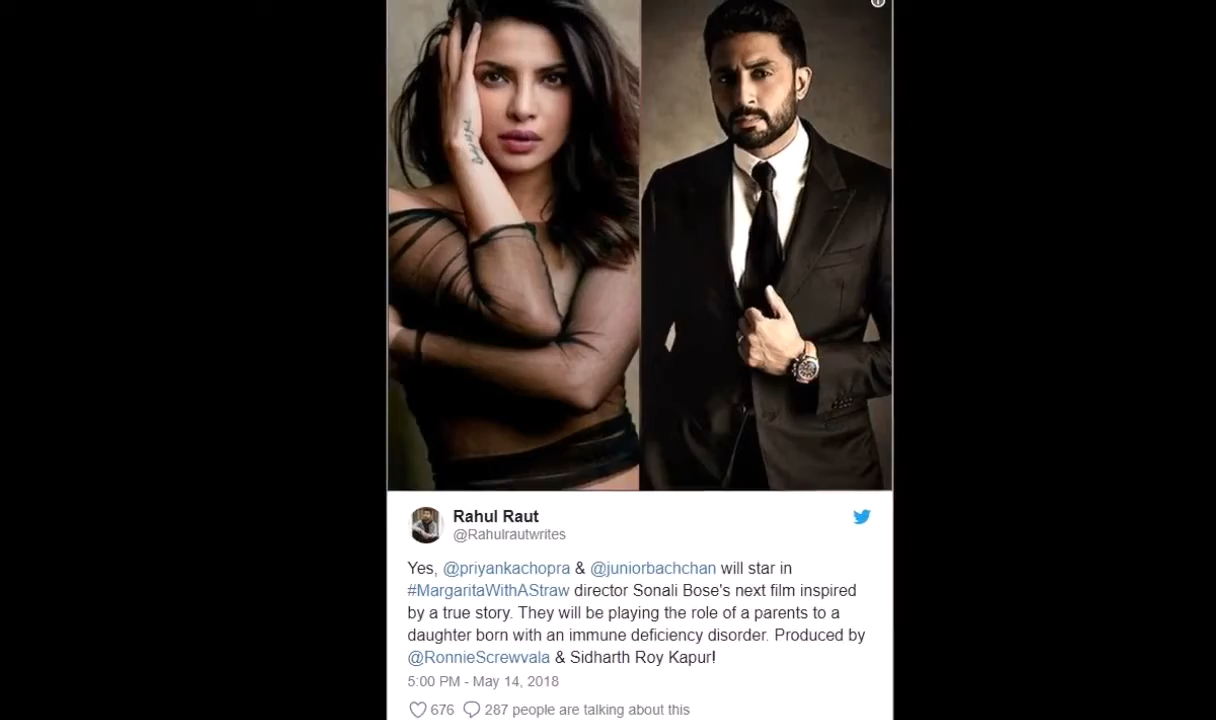 Rahul Raut
@Rahulrautwrites
Yes, @priyankachopra & @juniorbachchan will star in
#MargaritaWithAStraw director Sonali Bose's next film inspired
by a true story. They will be playing the role of a parents to a
daughter born with an immune deficiency disorder. Produced by
@RonnieScrewvala & Sidharth Roy Kapur!
5:00 PM - May 14, 2018
676 287 people are talking about this